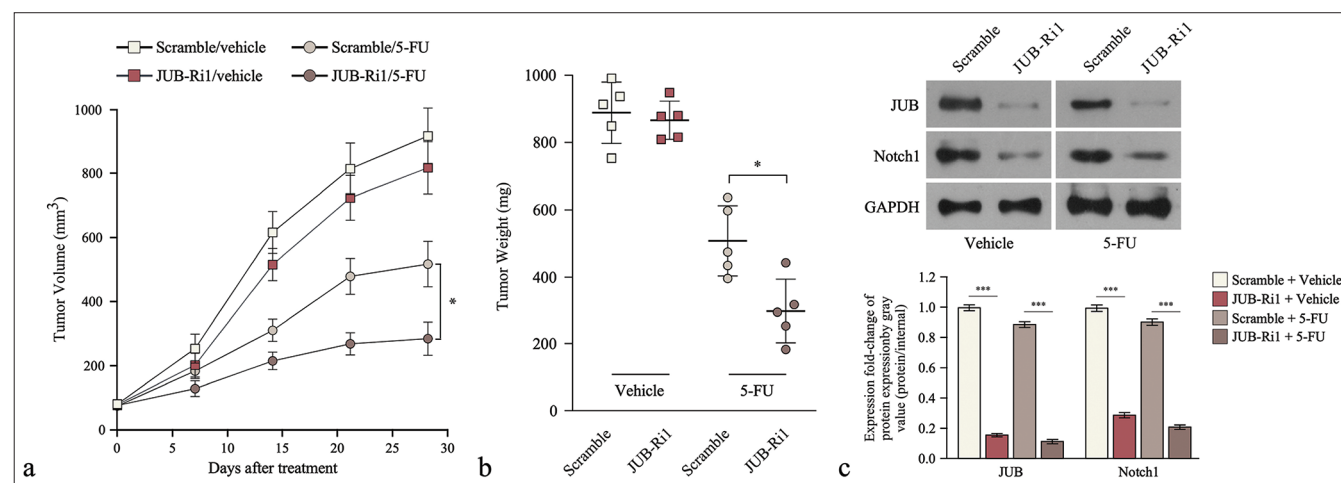 Scramble/vehicle
Scramble/5-FU
JUB-Ri1/vehicle
JUB-Ri1/5-FU
Tumor Volume (mm³)
1000
800
600
400
200
0
0
5
10
15
20
25
30
*
Days after treatment
a
Tumor Weight (mg)
1000
800
600
400
200
0
*
Vehicle
5-FU
Scramble
JUB-Ri1
Scramble
JUB-Ri1
b
Scramble
JUB-Ri1
Scramble
JUB-Ri1
JUB
Notch1
GAPDH
Vehicle
5-FU
Expression fold-change of
protein expressionby gray
value (protein/internal)
1.2
1.0
0.8
0.6
0.4
0.2
0.0
***
***
***
***
JUB
Notch1
Scramble + Vehicle
JUB-Ri1 + Vehicle
Scramble + 5-FU
JUB-Ri1 + 5-FU
c